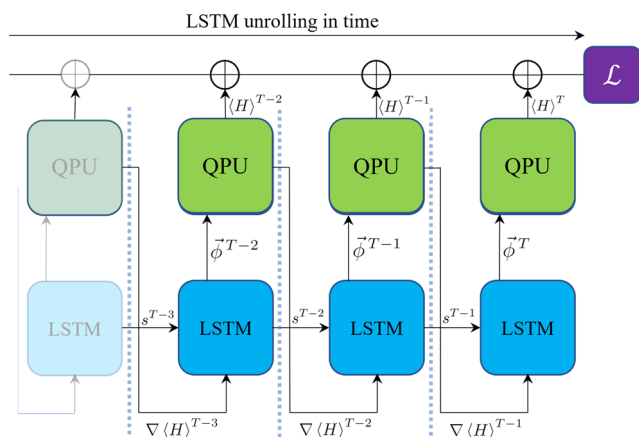 LSTM unrolling in time
ℒ
⟨H⟩^{T−2} ⟨H⟩^{T−1} ⟨H⟩^{T}
QPU QPU QPU QPU
ϕ⃗^{T−2} ϕ⃗^{T−1} ϕ⃗^{T}
LSTM s^{T−3} LSTM s^{T−2} LSTM s^{T−1} LSTM
∇⟨H⟩^{T−3} ∇⟨H⟩^{T−2} ∇⟨H⟩^{T−1}